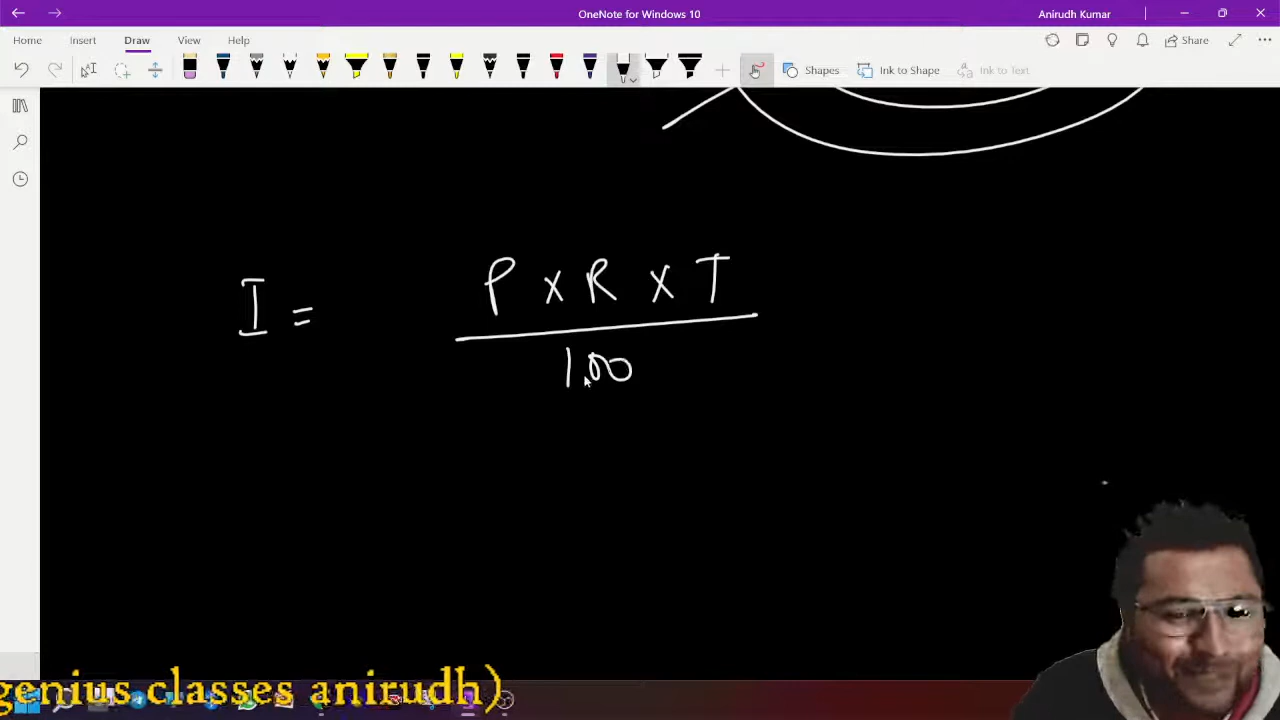 OneNote for Windows 10
Anirudh Kumar
Home Insert Draw View Help
Share
Shapes Ink to Shape Ink to Text
I = P x R x T
100
genius classes anirudh)